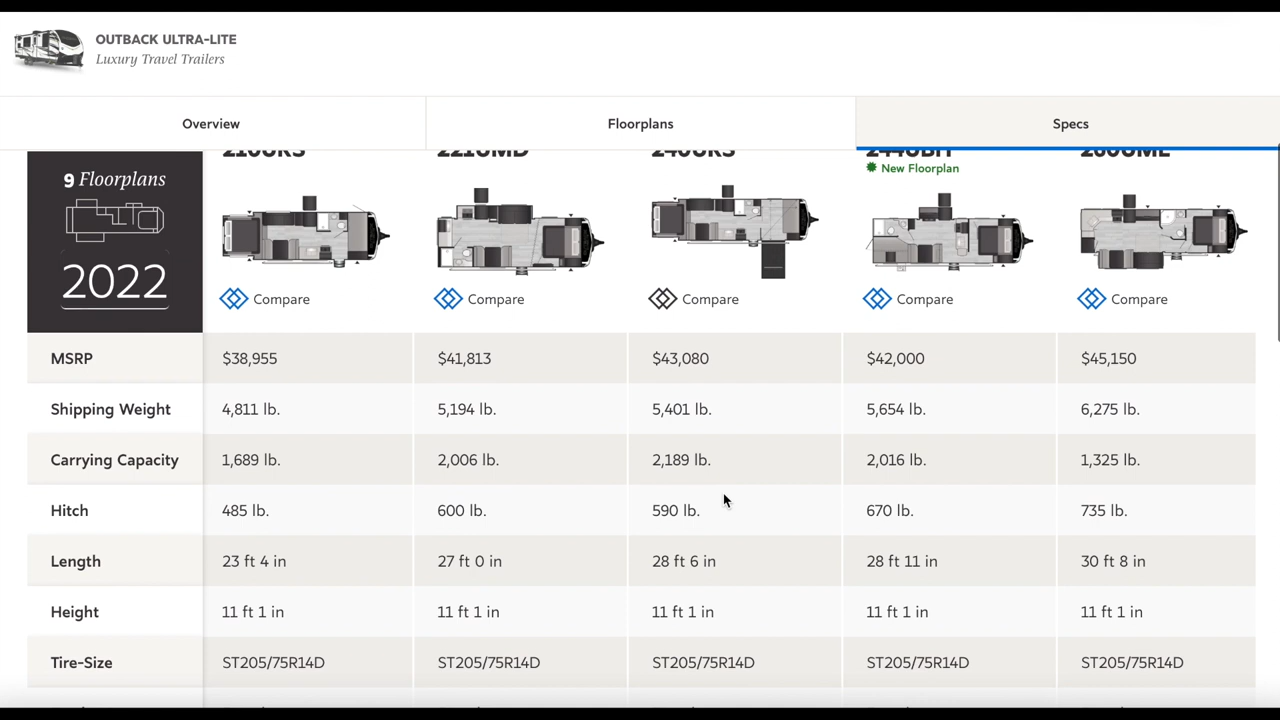 OUTBACK ULTRA-LITE
Luxury Travel Trailers
Overview Floorplans Specs
210URS 221UMD 240URS 244UBH 260UML
New Floorplan
9 Floorplans
2022
Compare Compare Compare Compare Compare
MSRP $38,955 $41,813 $43,080 $42,000 $45,150
Shipping Weight 4,811 lb. 5,194 lb. 5,401 lb. 5,654 lb. 6,275 lb.
Carrying Capacity 1,689 lb. 2,006 lb. 2,189 lb. 2,016 lb. 1,325 lb.
Hitch 485 lb. 600 lb. 590 lb. 670 lb. 735 lb.
Length 23 ft 4 in 27 ft 0 in 28 ft 6 in 28 ft 11 in 30 ft 8 in
Height 11 ft 1 in 11 ft 1 in 11 ft 1 in 11 ft 1 in 11 ft 1 in
Tire-Size ST205/75R14D ST205/75R14D ST205/75R14D ST205/75R14D ST205/75R14D